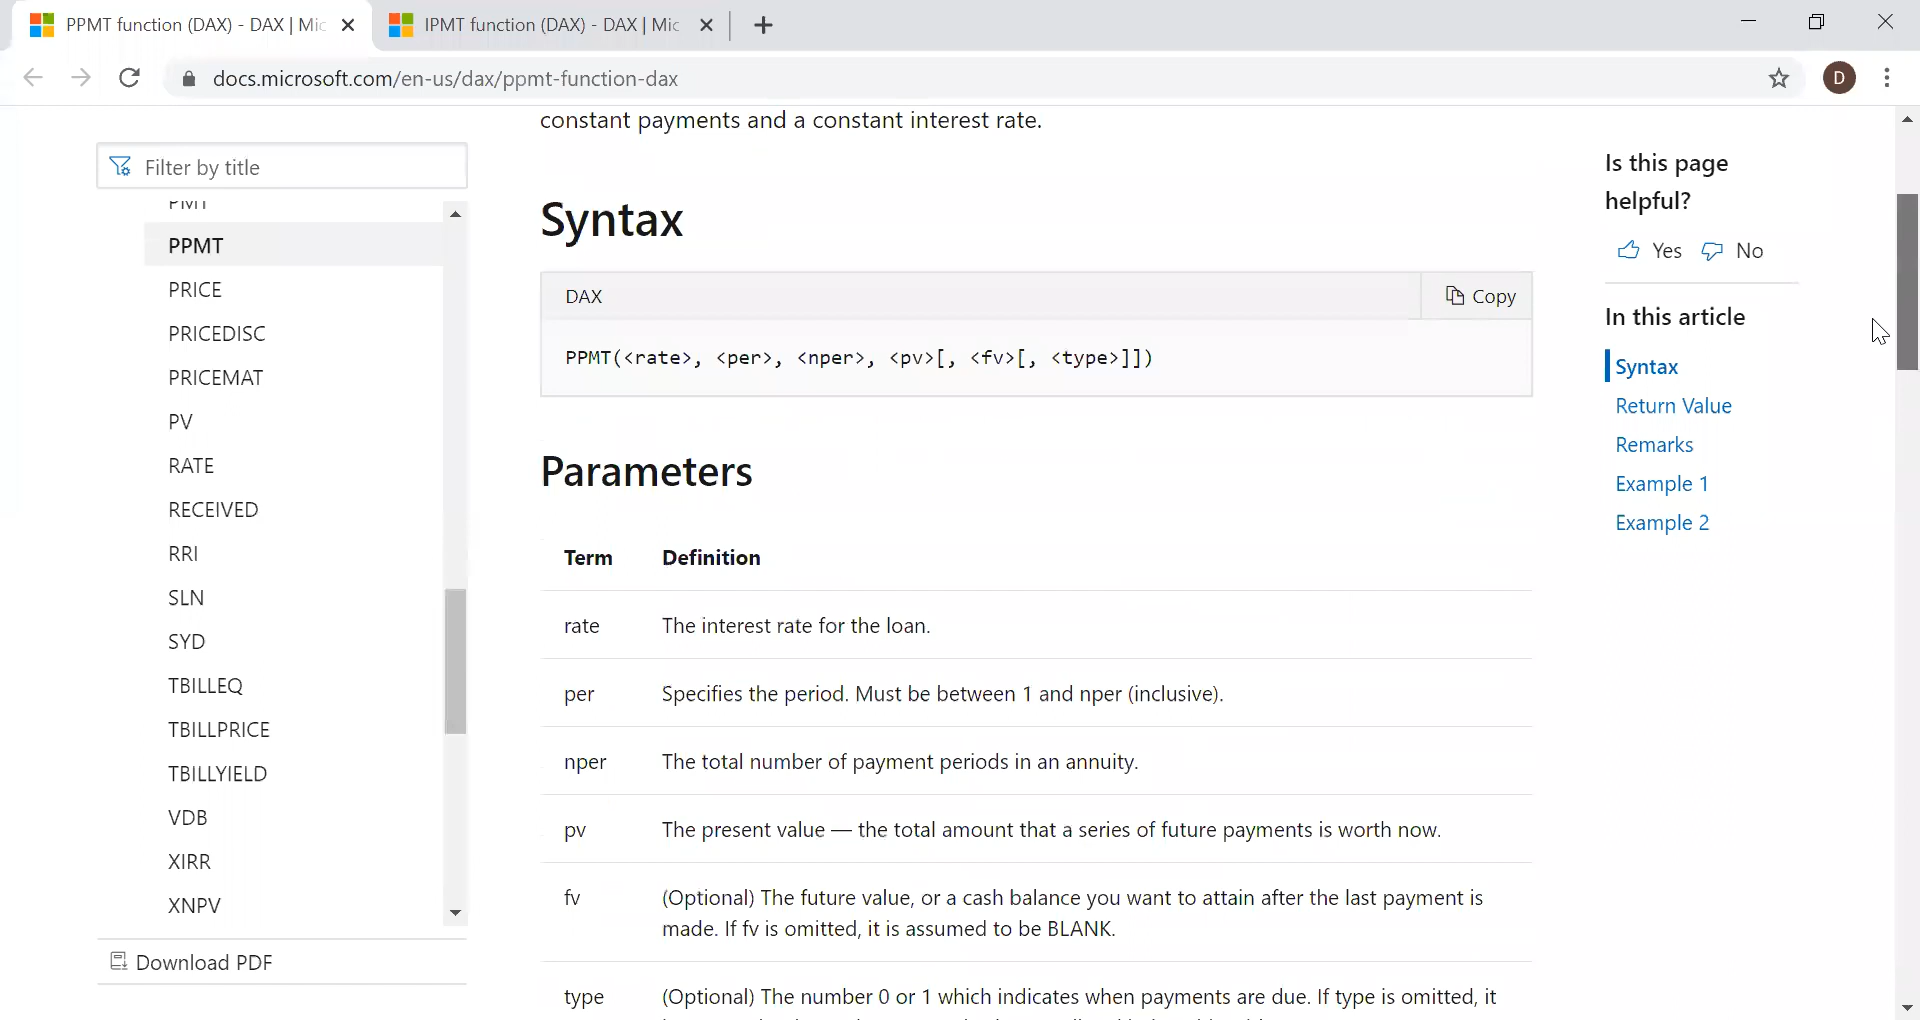 PPMT function (DAX) - DAX | Mic
IPMT function (DAX) - DAX | Mic
docs.microsoft.com/en-us/dax/ppmt-function-dax
D
Filter by title
PMT
PPMT
PRICE
PRICEDISC
PRICEMAT
PV
RATE
RECEIVED
RRI
SLN
SYD
TBILLEQ
TBILLPRICE
TBILLYIELD
VDB
XIRR
XNPV
Download PDF
constant payments and a constant interest rate.
Syntax
DAX
Copy
PPMT(<rate>, <per>, <nper>, <pv>[, <fv>[, <type>]])
Parameters
Term Definition
rate The interest rate for the loan.
per Specifies the period. Must be between 1 and nper (inclusive).
nper The total number of payment periods in an annuity.
pv The present value — the total amount that a series of future payments is worth now.
fv (Optional) The future value, or a cash balance you want to attain after the last payment is
made. If fv is omitted, it is assumed to be BLANK.
type (Optional) The number 0 or 1 which indicates when payments are due. If type is omitted, it
Is this page
helpful?
Yes No
In this article
Syntax
Return Value
Remarks
Example 1
Example 2